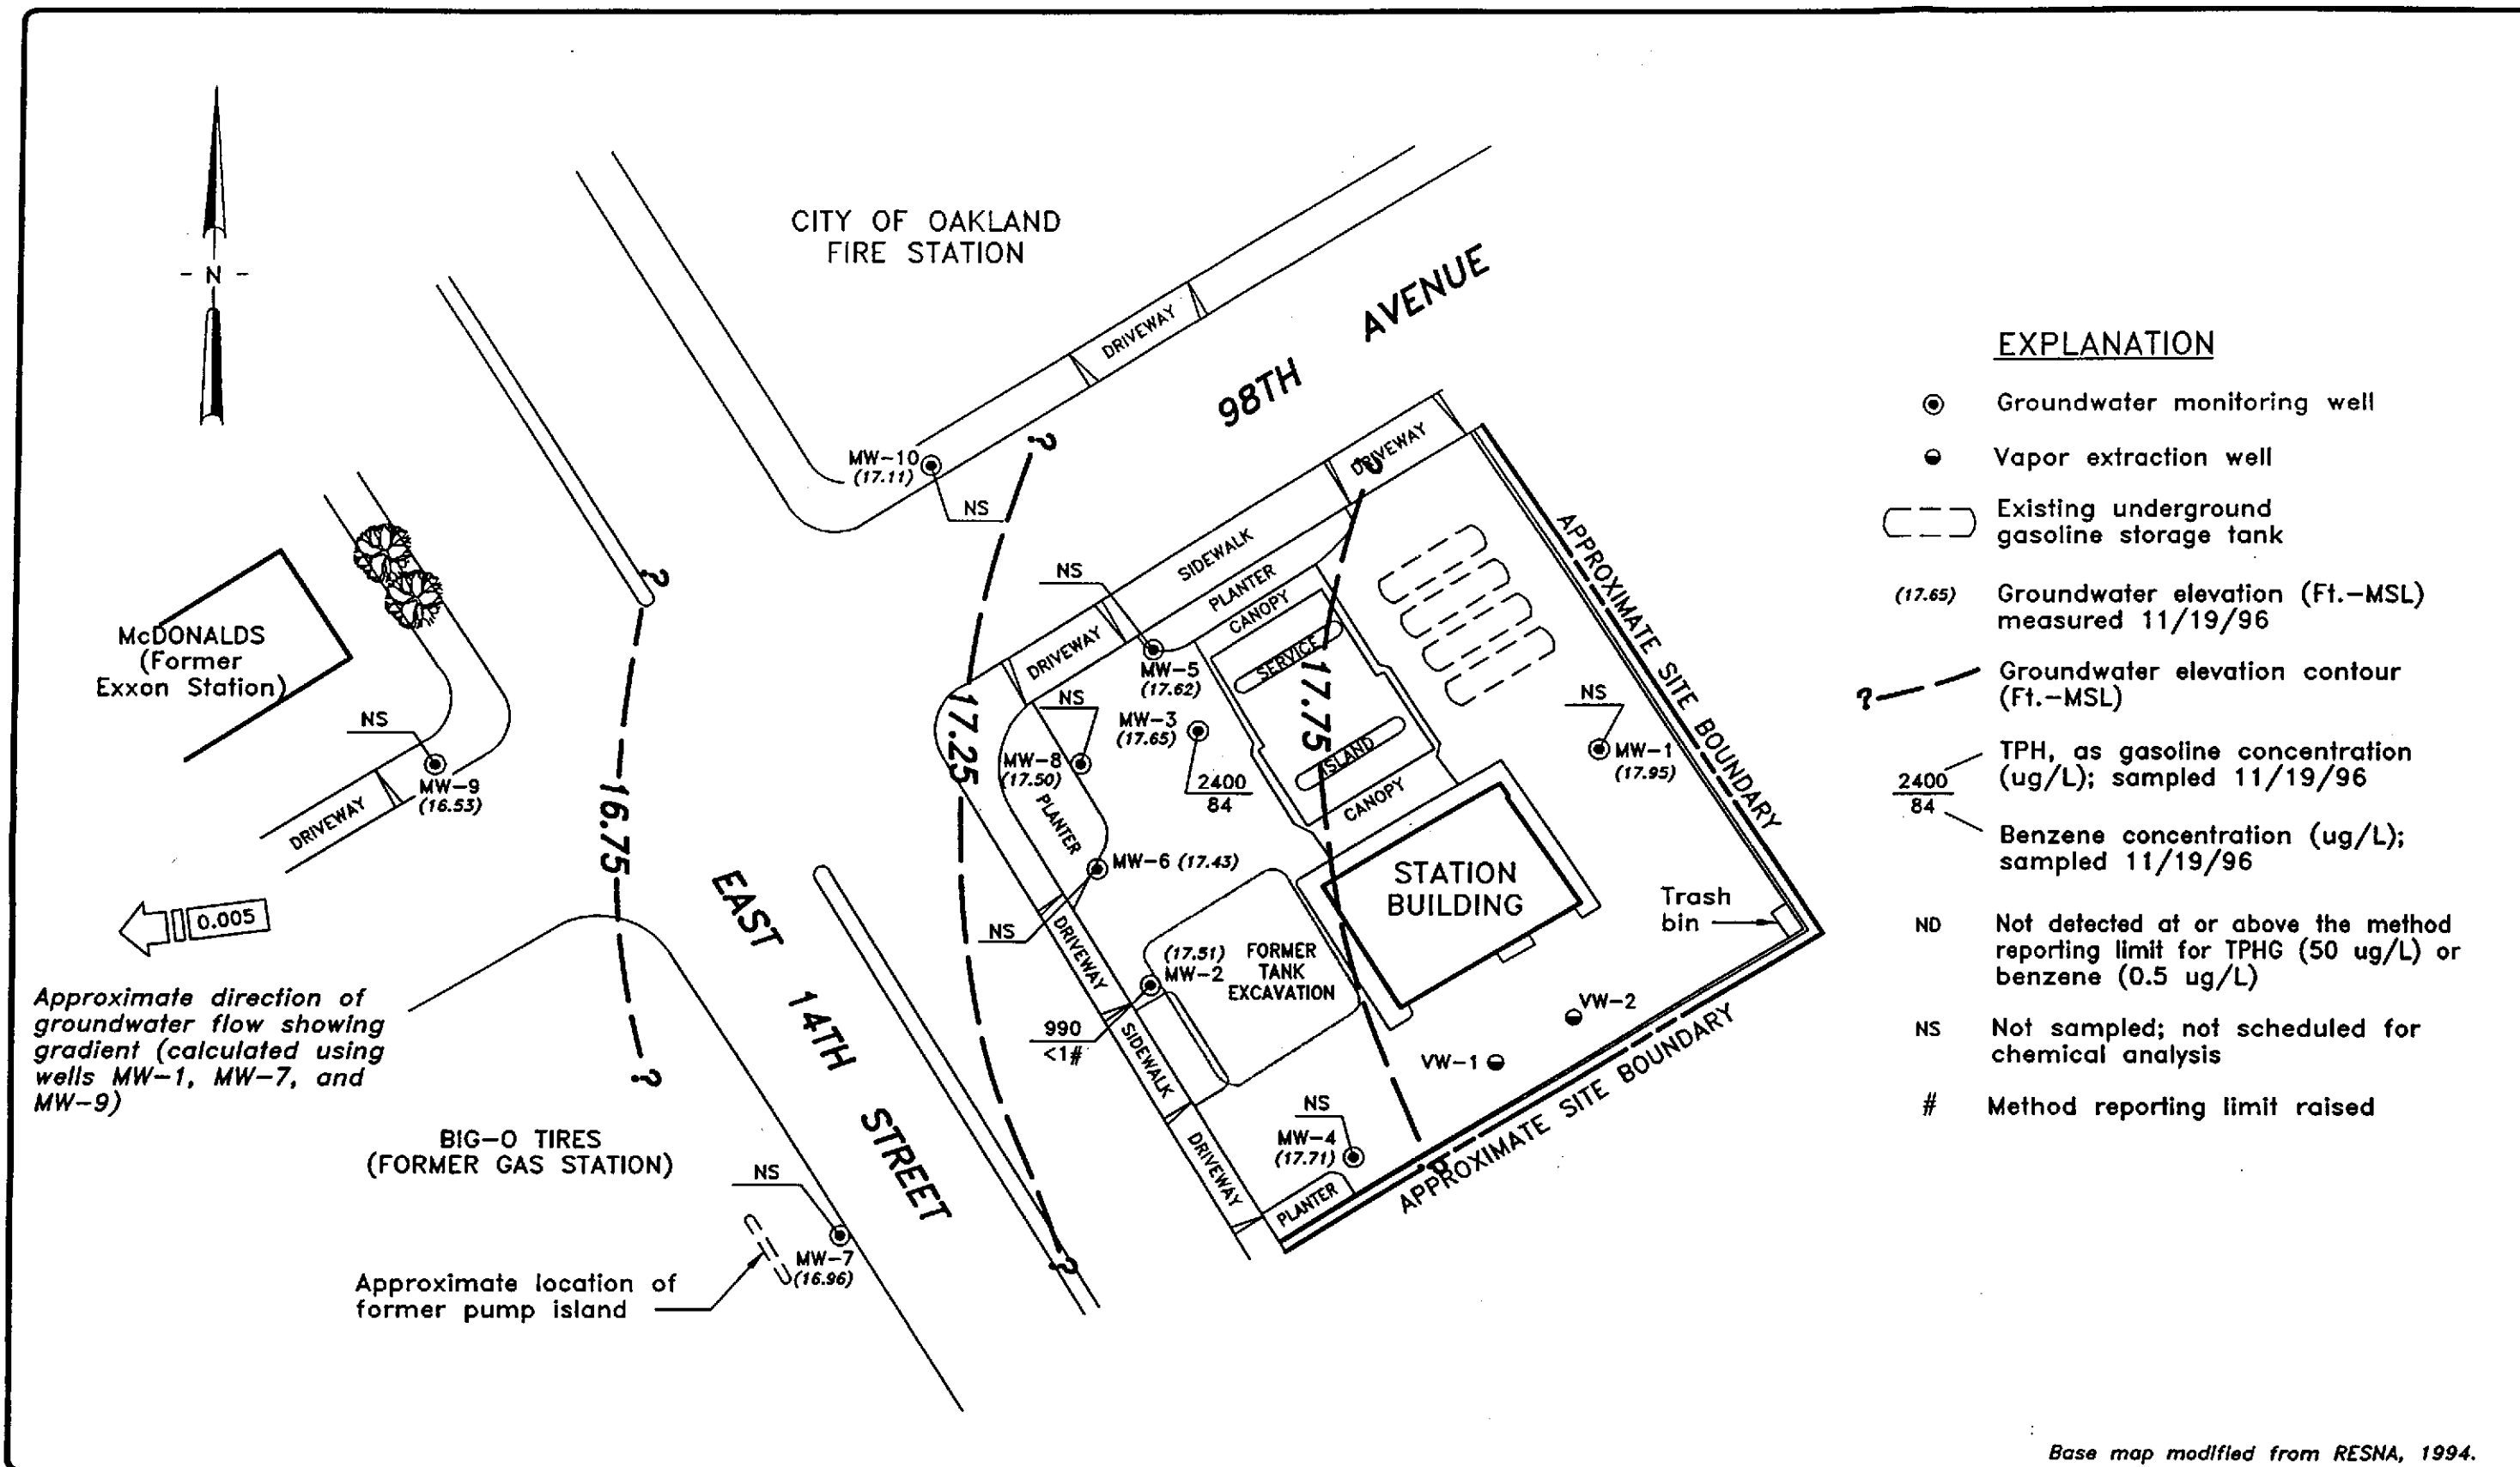 - N -
CITY OF OAKLAND
FIRE STATION
98TH AVENUE
DRIVEWAY
MW-10
(17.11)
NS
?
?
?
DRIVEWAY
SIDEWALK
PLANTER
CANOPY
SERVICE
ISLAND
CANOPY
17.75
NS
DRIVEWAY
MW-5
(17.62)
NS
MW-3
(17.65)
2400
84
MW-8
(17.50)
17.25
PLANTER
MW-6 (17.43)
NS
NS
MW-1
(17.95)
APPROXIMATE SITE BOUNDARY
McDONALDS
(Former
Exxon Station)
NS
MW-9
(16.53)
DRIVEWAY
16.75
0.005
Approximate direction of
groundwater flow showing
gradient (calculated using
wells MW-1, MW-7, and
MW-9)
EAST 14TH STREET
STATION
BUILDING
Trash
bin
(17.51)
MW-2
FORMER
TANK
EXCAVATION
990
<1#
DRIVEWAY
SIDEWALK
DRIVEWAY
VW-2
VW-1
NS
MW-4
(17.71)
PLANTER
APPROXIMATE SITE BOUNDARY
?
?
?
BIG-O TIRES
(FORMER GAS STATION)
NS
MW-7
(16.96)
Approximate location of
former pump island
EXPLANATION
Groundwater monitoring well
Vapor extraction well
Existing underground
gasoline storage tank
(17.65) Groundwater elevation (Ft.-MSL)
measured 11/19/96
? Groundwater elevation contour
(Ft.-MSL)
2400
84
TPH, as gasoline concentration
(ug/L); sampled 11/19/96
Benzene concentration (ug/L);
sampled 11/19/96
ND Not detected at or above the method
reporting limit for TPHG (50 ug/L) or
benzene (0.5 ug/L)
NS Not sampled; not scheduled for
chemical analysis
# Method reporting limit raised
Base map modified from RESNA, 1994.